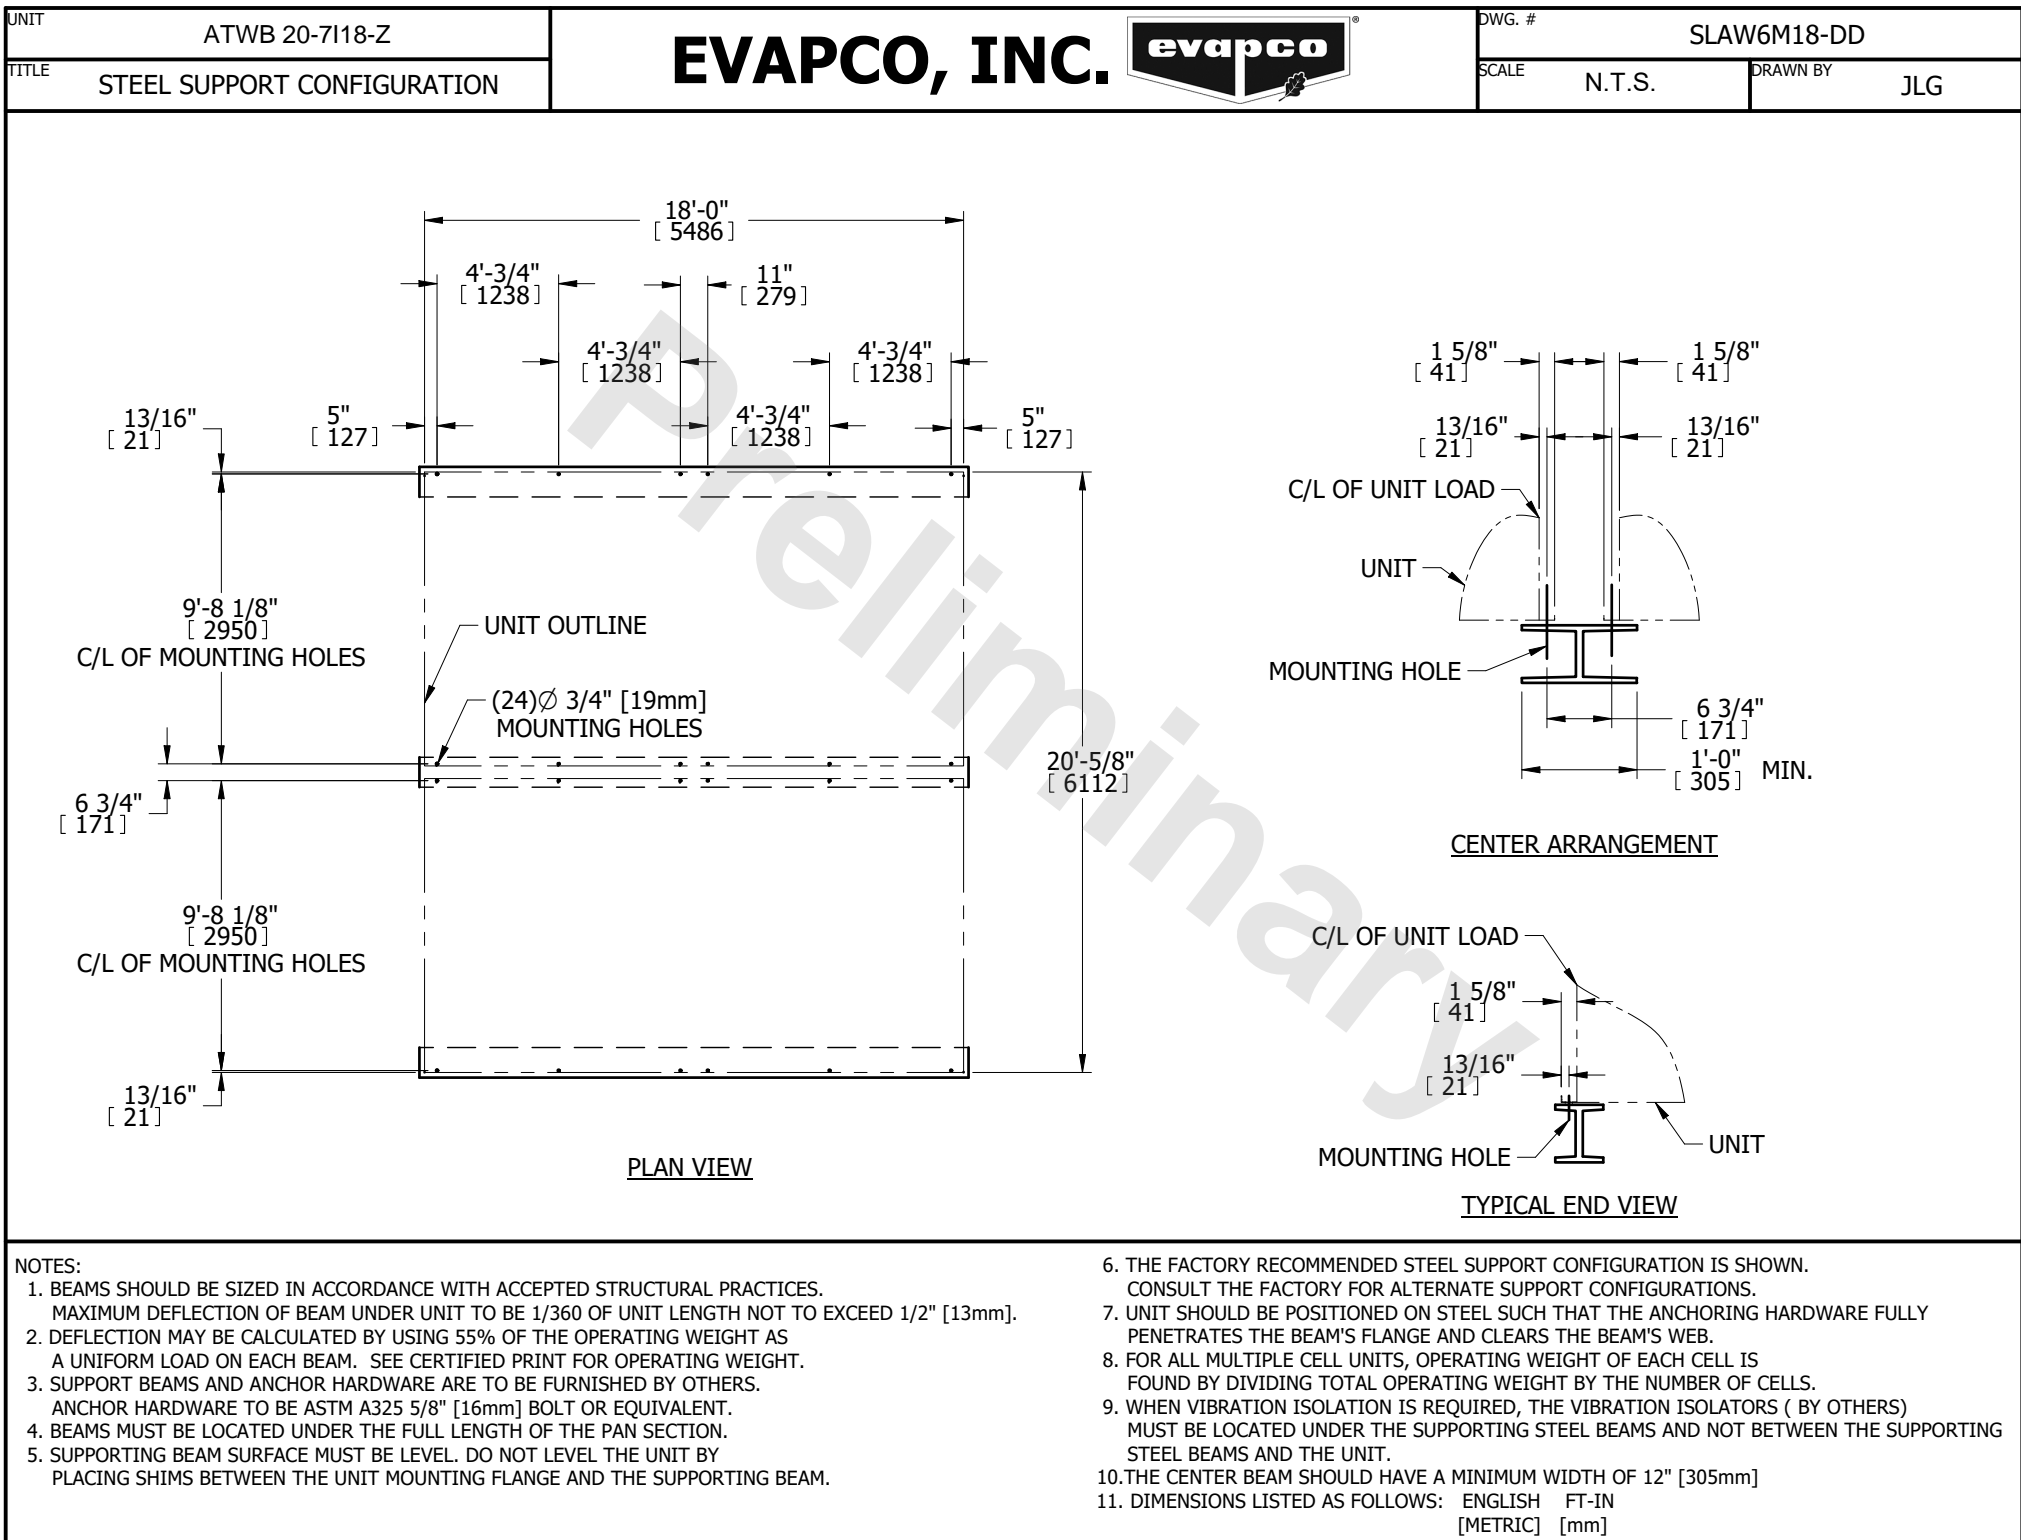 UNIT
ATWB 20-7I18-Z
TITLE
STEEL SUPPORT CONFIGURATION
EVAPCO, INC.
evapco
®
DWG. #
SLAW6M18-DD
SCALE
N.T.S.
DRAWN BY
JLG
18'-0"
[ 5486 ]
4'-3/4"
[ 1238 ]
11"
[ 279 ]
4'-3/4"
[ 1238 ]
4'-3/4"
[ 1238 ]
13/16"
[ 21 ]
5"
[ 127 ]
4'-3/4"
[ 1238 ]
5"
[ 127 ]
9'-8 1/8"
[ 2950 ]
C/L OF MOUNTING HOLES
UNIT OUTLINE
(24)∅ 3/4" [19mm]
MOUNTING HOLES
6 3/4"
[ 171 ]
20'-5/8"
[ 6112 ]
9'-8 1/8"
[ 2950 ]
C/L OF MOUNTING HOLES
13/16"
[ 21 ]
PLAN VIEW
Preliminary
1 5/8"
[ 41 ]
1 5/8"
[ 41 ]
13/16"
[ 21 ]
13/16"
[ 21 ]
C/L OF UNIT LOAD
UNIT
MOUNTING HOLE
6 3/4"
[ 171 ]
1'-0"
[ 305 ] MIN.
CENTER ARRANGEMENT
C/L OF UNIT LOAD
1 5/8"
[ 41 ]
13/16"
[ 21 ]
MOUNTING HOLE
UNIT
TYPICAL END VIEW
NOTES:
1. BEAMS SHOULD BE SIZED IN ACCORDANCE WITH ACCEPTED STRUCTURAL PRACTICES.
MAXIMUM DEFLECTION OF BEAM UNDER UNIT TO BE 1/360 OF UNIT LENGTH NOT TO EXCEED 1/2" [13mm].
2. DEFLECTION MAY BE CALCULATED BY USING 55% OF THE OPERATING WEIGHT AS
A UNIFORM LOAD ON EACH BEAM. SEE CERTIFIED PRINT FOR OPERATING WEIGHT.
3. SUPPORT BEAMS AND ANCHOR HARDWARE ARE TO BE FURNISHED BY OTHERS.
ANCHOR HARDWARE TO BE ASTM A325 5/8" [16mm] BOLT OR EQUIVALENT.
4. BEAMS MUST BE LOCATED UNDER THE FULL LENGTH OF THE PAN SECTION.
5. SUPPORTING BEAM SURFACE MUST BE LEVEL. DO NOT LEVEL THE UNIT BY
PLACING SHIMS BETWEEN THE UNIT MOUNTING FLANGE AND THE SUPPORTING BEAM.
6. THE FACTORY RECOMMENDED STEEL SUPPORT CONFIGURATION IS SHOWN.
CONSULT THE FACTORY FOR ALTERNATE SUPPORT CONFIGURATIONS.
7. UNIT SHOULD BE POSITIONED ON STEEL SUCH THAT THE ANCHORING HARDWARE FULLY
PENETRATES THE BEAM'S FLANGE AND CLEARS THE BEAM'S WEB.
8. FOR ALL MULTIPLE CELL UNITS, OPERATING WEIGHT OF EACH CELL IS
FOUND BY DIVIDING TOTAL OPERATING WEIGHT BY THE NUMBER OF CELLS.
9. WHEN VIBRATION ISOLATION IS REQUIRED, THE VIBRATION ISOLATORS ( BY OTHERS)
MUST BE LOCATED UNDER THE SUPPORTING STEEL BEAMS AND NOT BETWEEN THE SUPPORTING
STEEL BEAMS AND THE UNIT.
10.THE CENTER BEAM SHOULD HAVE A MINIMUM WIDTH OF 12" [305mm]
11. DIMENSIONS LISTED AS FOLLOWS: ENGLISH FT-IN
[METRIC] [mm]